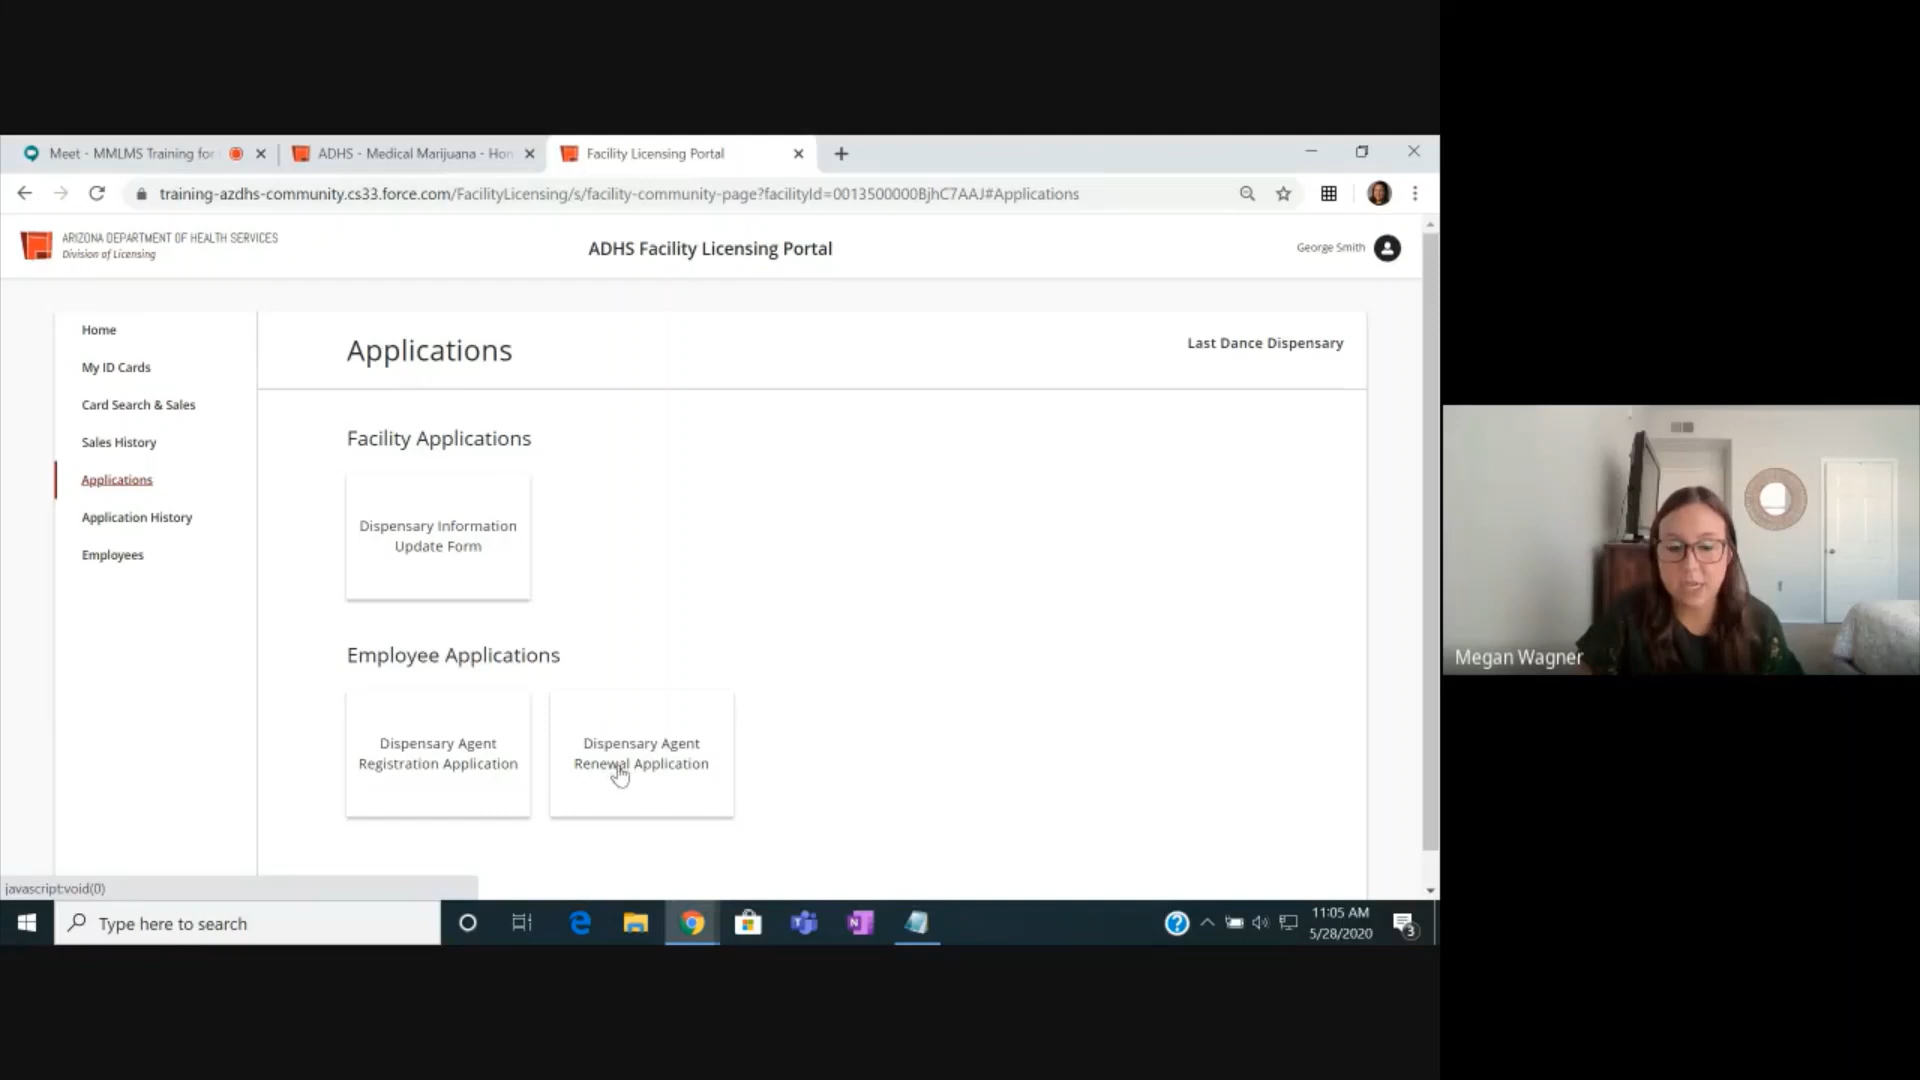 Meet - MMLMS Training for
ADHS - Medical Marijuana - Hon
Facility Licensing Portal
training-azdhs-community.cs33.force.com/FacilityLicensing/s/facility-community-page?facilityId=0013500000BjhC7AAJ#Applications
ARIZONA DEPARTMENT OF HEALTH SERVICES
Division of Licensing
ADHS Facility Licensing Portal
George Smith
Home
My ID Cards
Card Search & Sales
Sales History
Applications
Application History
Employees
Applications
Last Dance Dispensary
Facility Applications
Dispensary Information
Update Form
Employee Applications
Dispensary Agent
Registration Application
Dispensary Agent
Renewal Application
Megan Wagner
javascript:void(0)
Type here to search
11:05 AM
5/28/2020
3